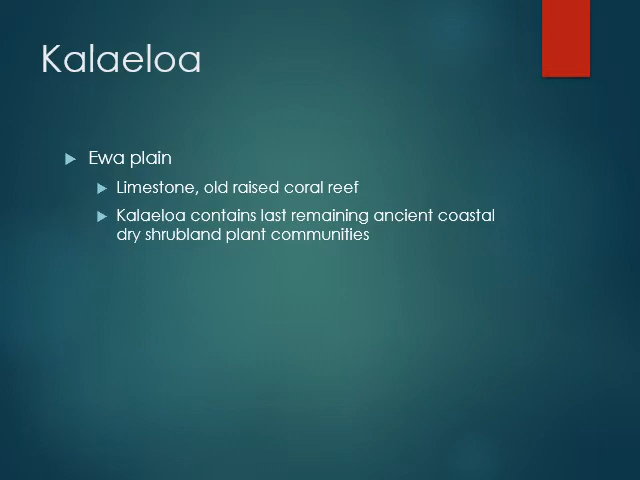 Kalaeloa
Ewa plain
Limestone, old raised coral reef
Kalaeloa contains last remaining ancient coastal
dry shrubland plant communities